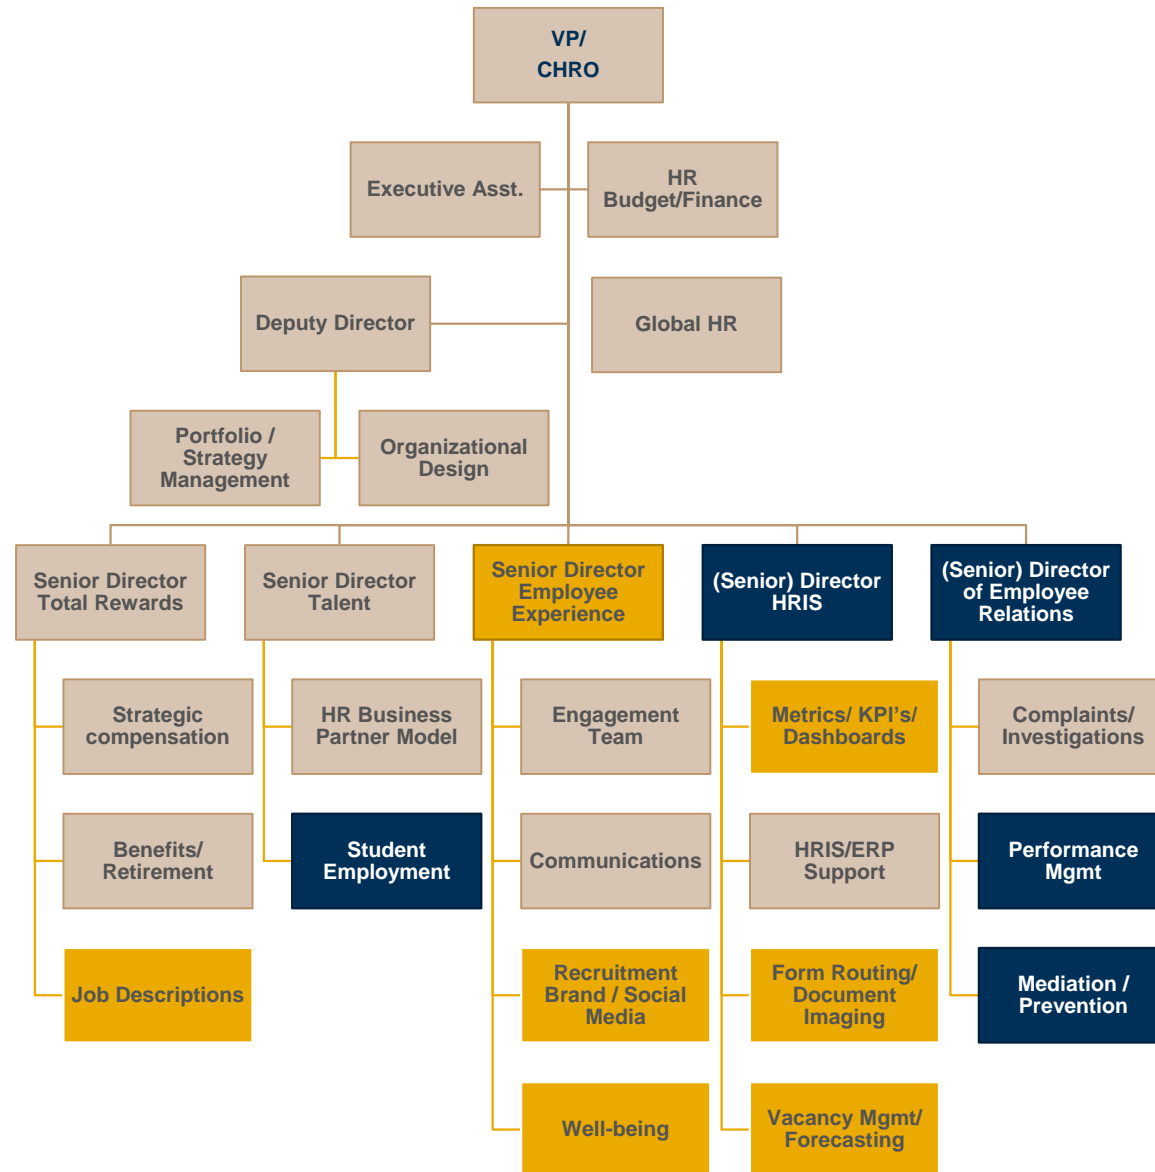 VP/
CHRO
Executive Asst.
HR
Budget/Finance
Deputy Director
Global HR
Portfolio /
Strategy
Management
Organizational
Design
Senior Director
Total Rewards
Senior Director
Talent
Senior Director
Employee
Experience
(Senior) Director
HRIS
(Senior) Director
of Employee
Relations
Strategic
compensation
HR Business
Partner Model
Engagement
Team
Metrics/ KPI’s/
Dashboards
Complaints/
Investigations
Benefits/
Retirement
Student
Employment
Communications
HRIS/ERP
Support
Performance
Mgmt
Job Descriptions
Recruitment
Brand / Social
Media
Form Routing/
Document
Imaging
Mediation /
Prevention
Well-being
Vacancy Mgmt/
Forecasting